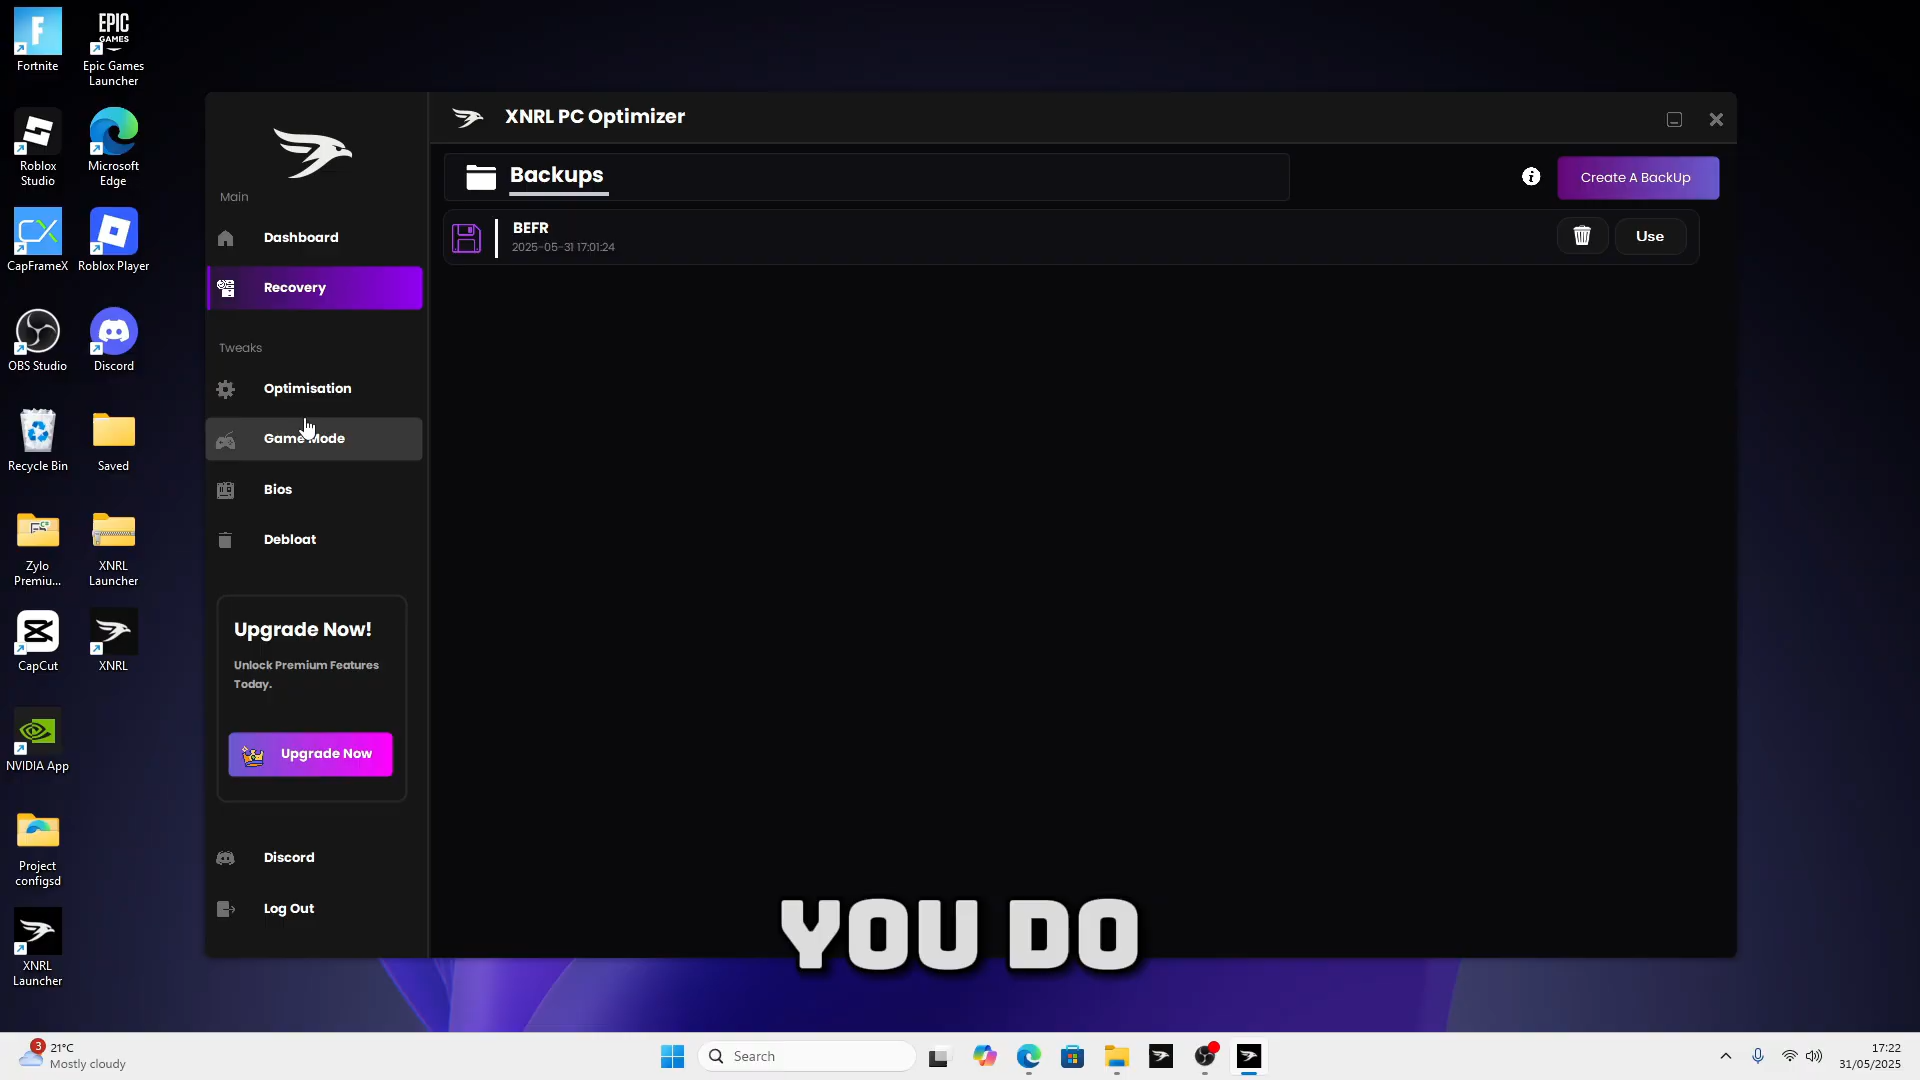 Fortnite
EPIC
GAMES
Epic Games
Launcher
Roblox
Studio
Microsoft
Edge
CapFrameX
Roblox Player
OBS Studio
Discord
Recycle Bin
Saved
Zylo
Premiu...
XNRL
Launcher
CapCut
XNRL
NVIDIA App
Project
configsd
XNRL
Launcher
XNRL PC Optimizer
Main
Dashboard
Recovery
Tweaks
Optimisation
Game Mode
Bios
Debloat
Upgrade Now!
Unlock Premium Features
Today.
Upgrade Now
Discord
Log Out
Backups
Create A BackUp
BEFR
2025-05-31 17:01:24
Use
YOU DO
3
21°C
Mostly cloudy
Search
17:22
31/05/2025